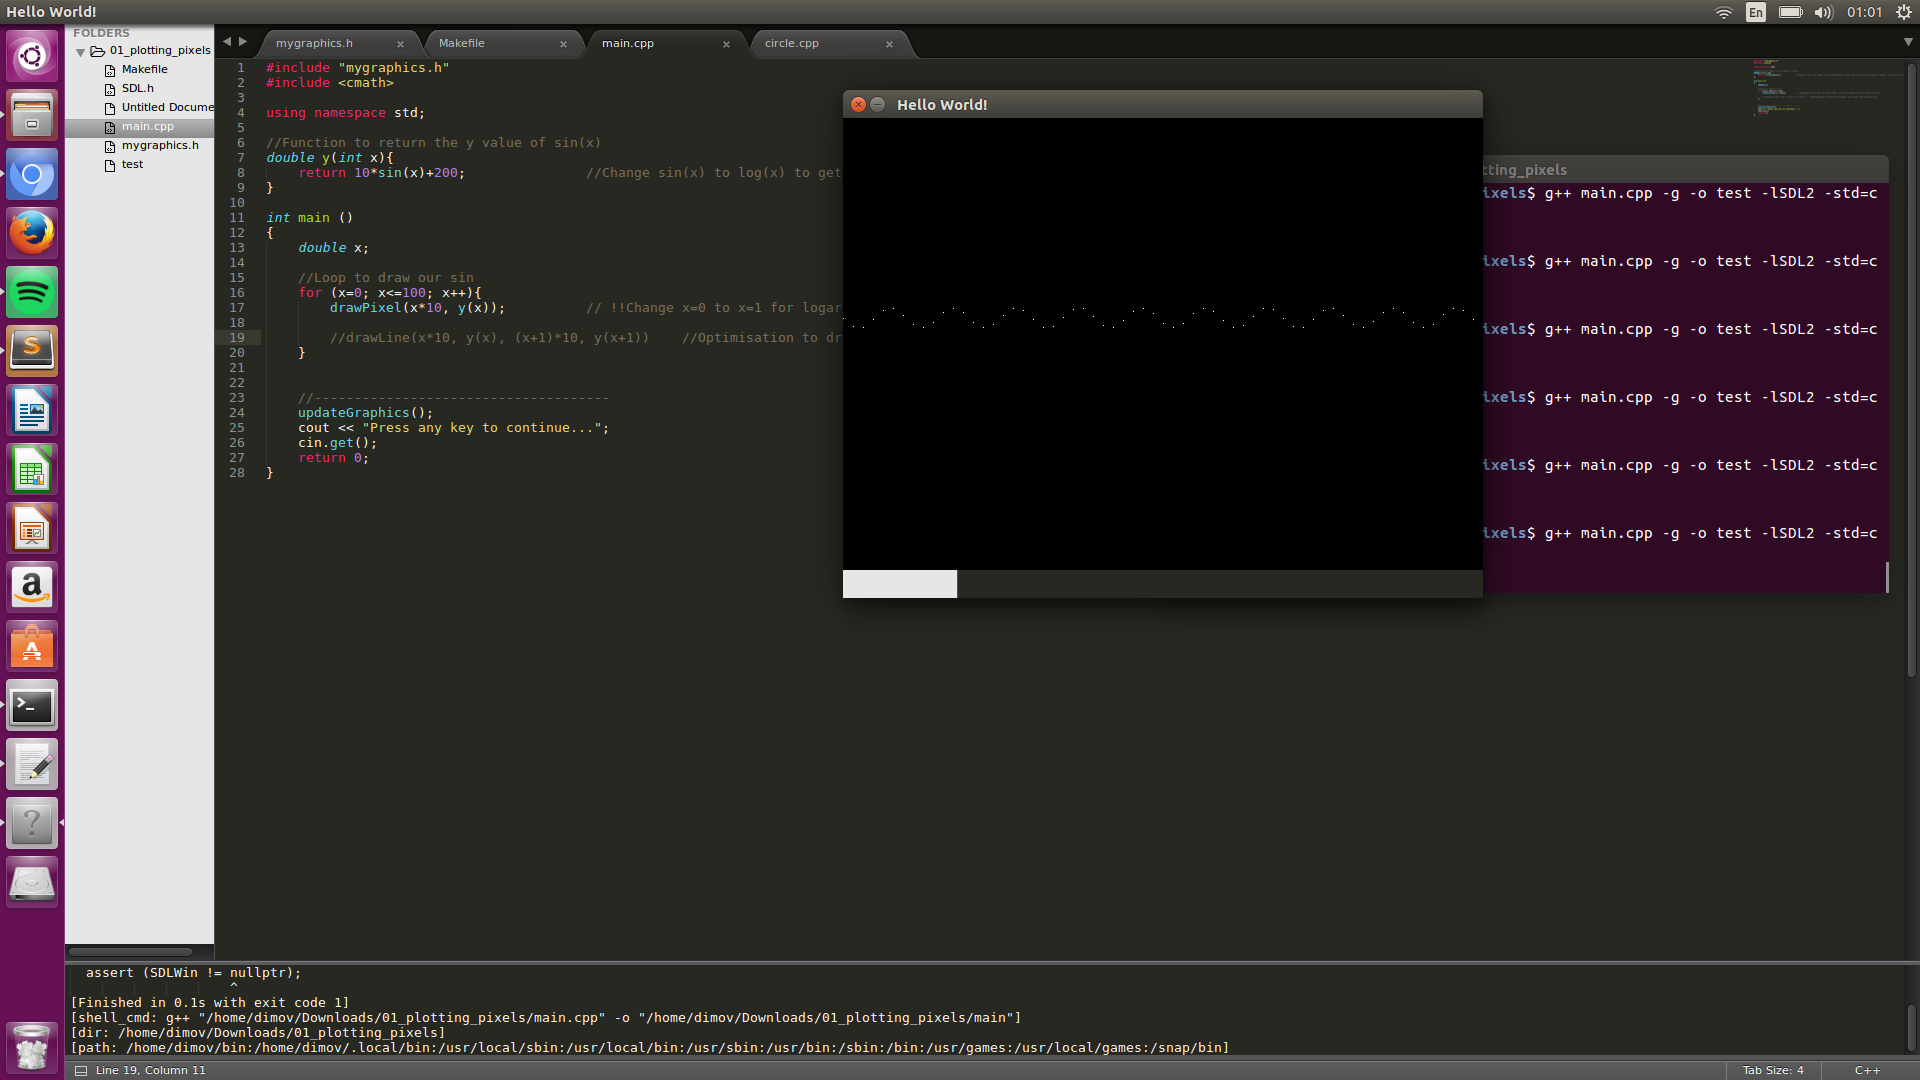 Hello World!
En
01:01
FOLDERS
01_plotting_pixels
Makefile
SDL.h
Untitled Docume
main.cpp
mygraphics.h
test
mygraphics.h
Makefile
main.cpp
circle.cpp
1 #include "mygraphics.h"
2 #include <cmath>
3
4 using namespace std;
5
6 //Function to return the y value of sin(x)
7 double y(int x){
8 return 10*sin(x)+200; //Change sin(x) to log(x) to get
9 }
10
11 int main ()
12 {
13 double x;
14
15 //Loop to draw our sin
16 for (x=0; x<=100; x++){
17 drawPixel(x*10, y(x)); // !!Change x=0 to x=1 for logar
18
19 //drawLine(x*10, y(x), (x+1)*10, y(x+1)) //Optimisation to dr
20 }
21
22
23 //-------------------------------------
24 updateGraphics();
25 cout << "Press any key to continue...";
26 cin.get();
27 return 0;
28 }
Hello World!
tting_pixels
ixels$ g++ main.cpp -g -o test -lSDL2 -std=c
ixels$ g++ main.cpp -g -o test -lSDL2 -std=c
ixels$ g++ main.cpp -g -o test -lSDL2 -std=c
ixels$ g++ main.cpp -g -o test -lSDL2 -std=c
ixels$ g++ main.cpp -g -o test -lSDL2 -std=c
ixels$ g++ main.cpp -g -o test -lSDL2 -std=c
assert (SDLWin != nullptr);
^
[Finished in 0.1s with exit code 1]
[shell_cmd: g++ "/home/dimov/Downloads/01_plotting_pixels/main.cpp" -o "/home/dimov/Downloads/01_plotting_pixels/main"]
[dir: /home/dimov/Downloads/01_plotting_pixels]
[path: /home/dimov/bin:/home/dimov/.local/bin:/usr/local/sbin:/usr/local/bin:/usr/sbin:/usr/bin:/sbin:/bin:/usr/games:/usr/local/games:/snap/bin]
Line 19, Column 11
Tab Size: 4
C++